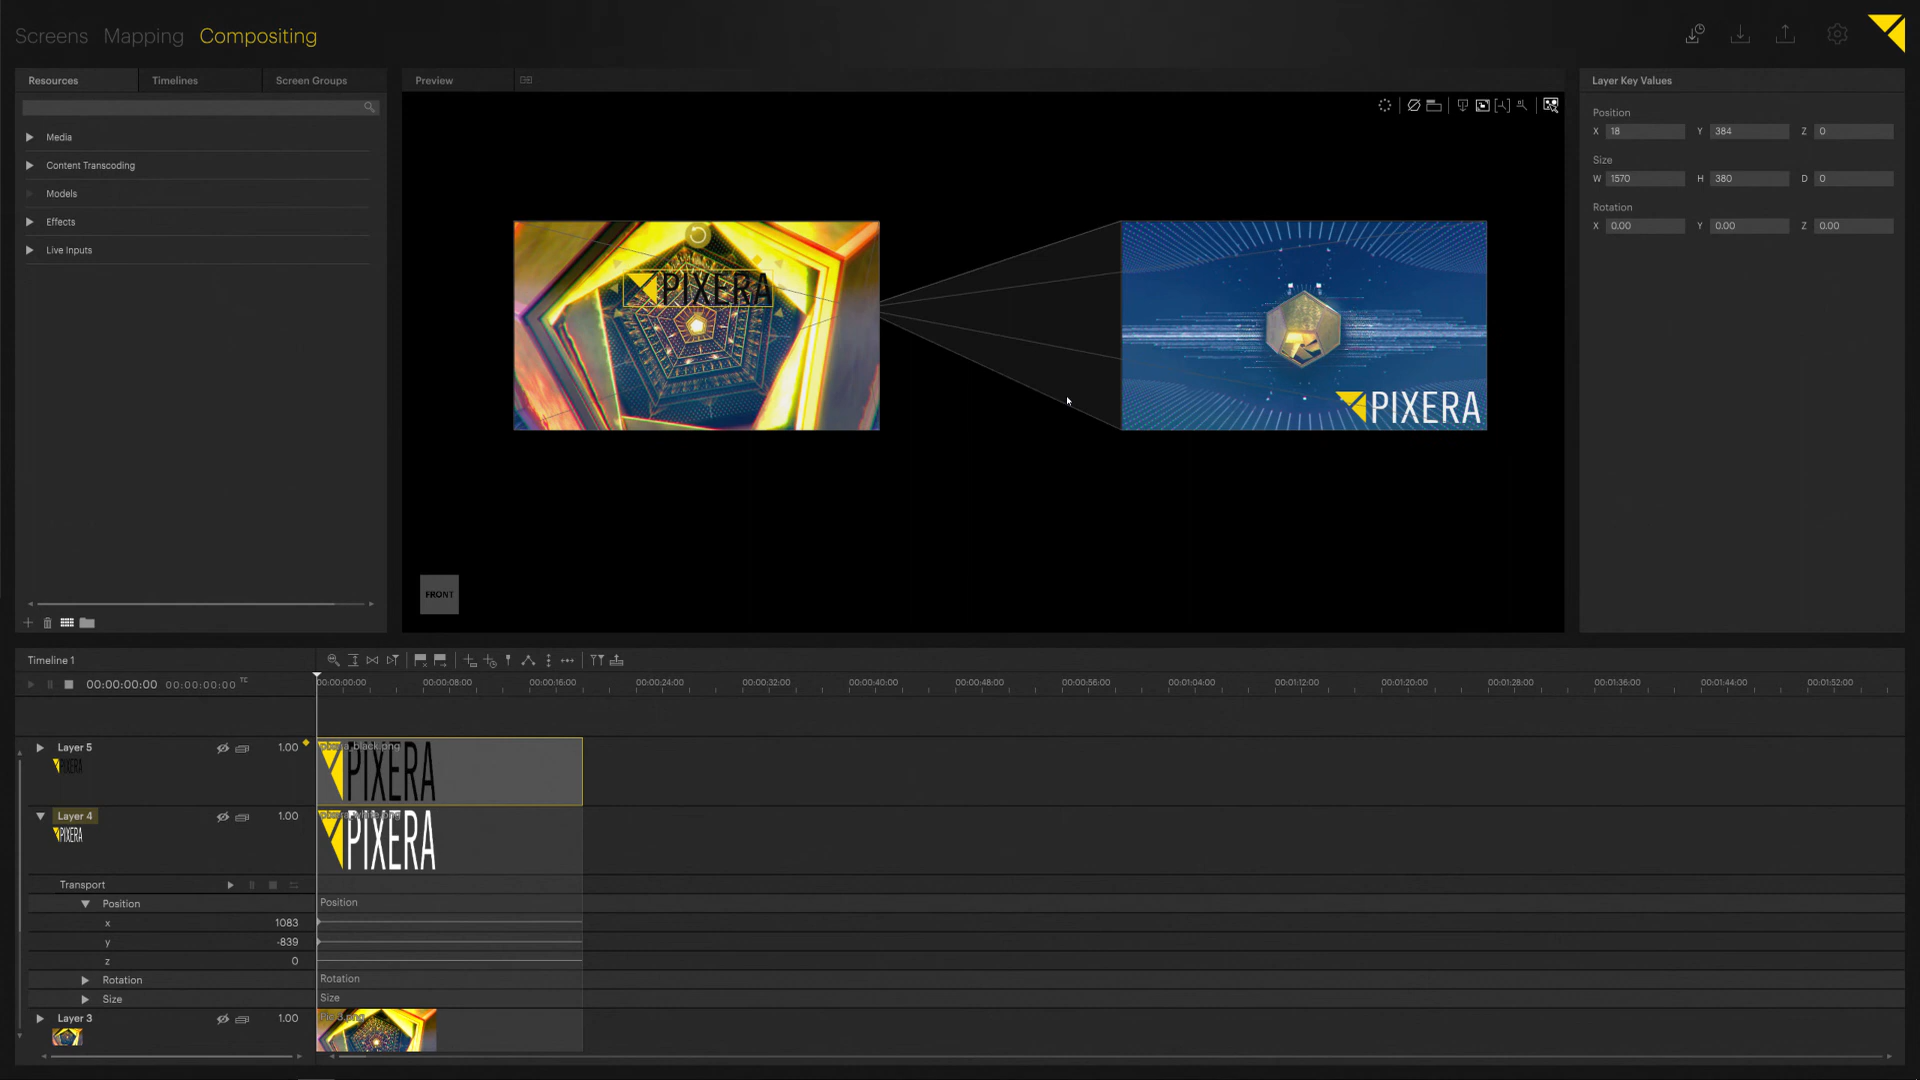 Screens Mapping Compositing
Resources Timelines Screen Groups
Preview
Layer Key Values
Media
Content Transcoding
Models
Effects
Live Inputs
Position
X 18 Y 384 Z 0
Size
W 1570 H 380 D 0
Rotation
X 0.00 Y 0.00 Z 0.00
PIXERA
PIXERA
FRONT
Timeline 1
00:00:00:00 00:00:00:00 TC
00:00:00:00 00:00:08:00 00:00:16:00 00:00:24:00 00:00:32:00 00:00:40:00 00:00:48:00 00:00:56:00 00:01:04:00 00:01:12:00 00:01:20:00 00:01:28:00 00:01:36:00 00:01:44:00 00:01:52:00
Layer 5 1.00
PIXERA
PIXERA
Layer 4 1.00
PIXERA
PIXERA
Transport
Position Position
x 1083
y -839
z 0
Rotation Rotation
Size Size
Layer 3 1.00 Pic 3.png